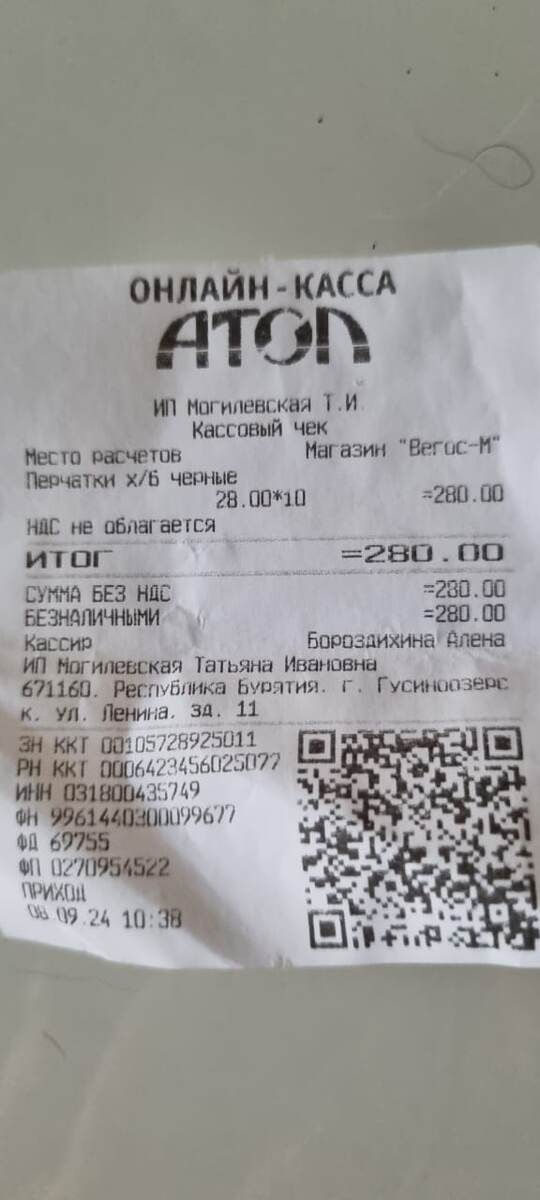 ОНЛАЙН-КАССА
АТОЛ
ИП Могилевская Т.И.
Кассовый чек
Место расчетов Магазин "Вегос-М"
Перчатки х/б черные
28.00*10 =280.00
НДС не облагается
ИТОГ =280.00
СУММА БЕЗ НДС =280.00
БЕЗНАЛИЧНЫМИ =280.00
Кассир Бороздихина Алена
ИП Могилевская Татьяна Ивановна
671160. Республика Бурятия. г. Гусиноозерс
к. ул. Ленина. зд. 11
ЗН ККТ 00105728925011
РН ККТ 0006423456025077
ИНН 031800435749
ФН 9961440300099677
ФД 69755
ФП 0270954522
ПРИХОД
08.09.24 10:38